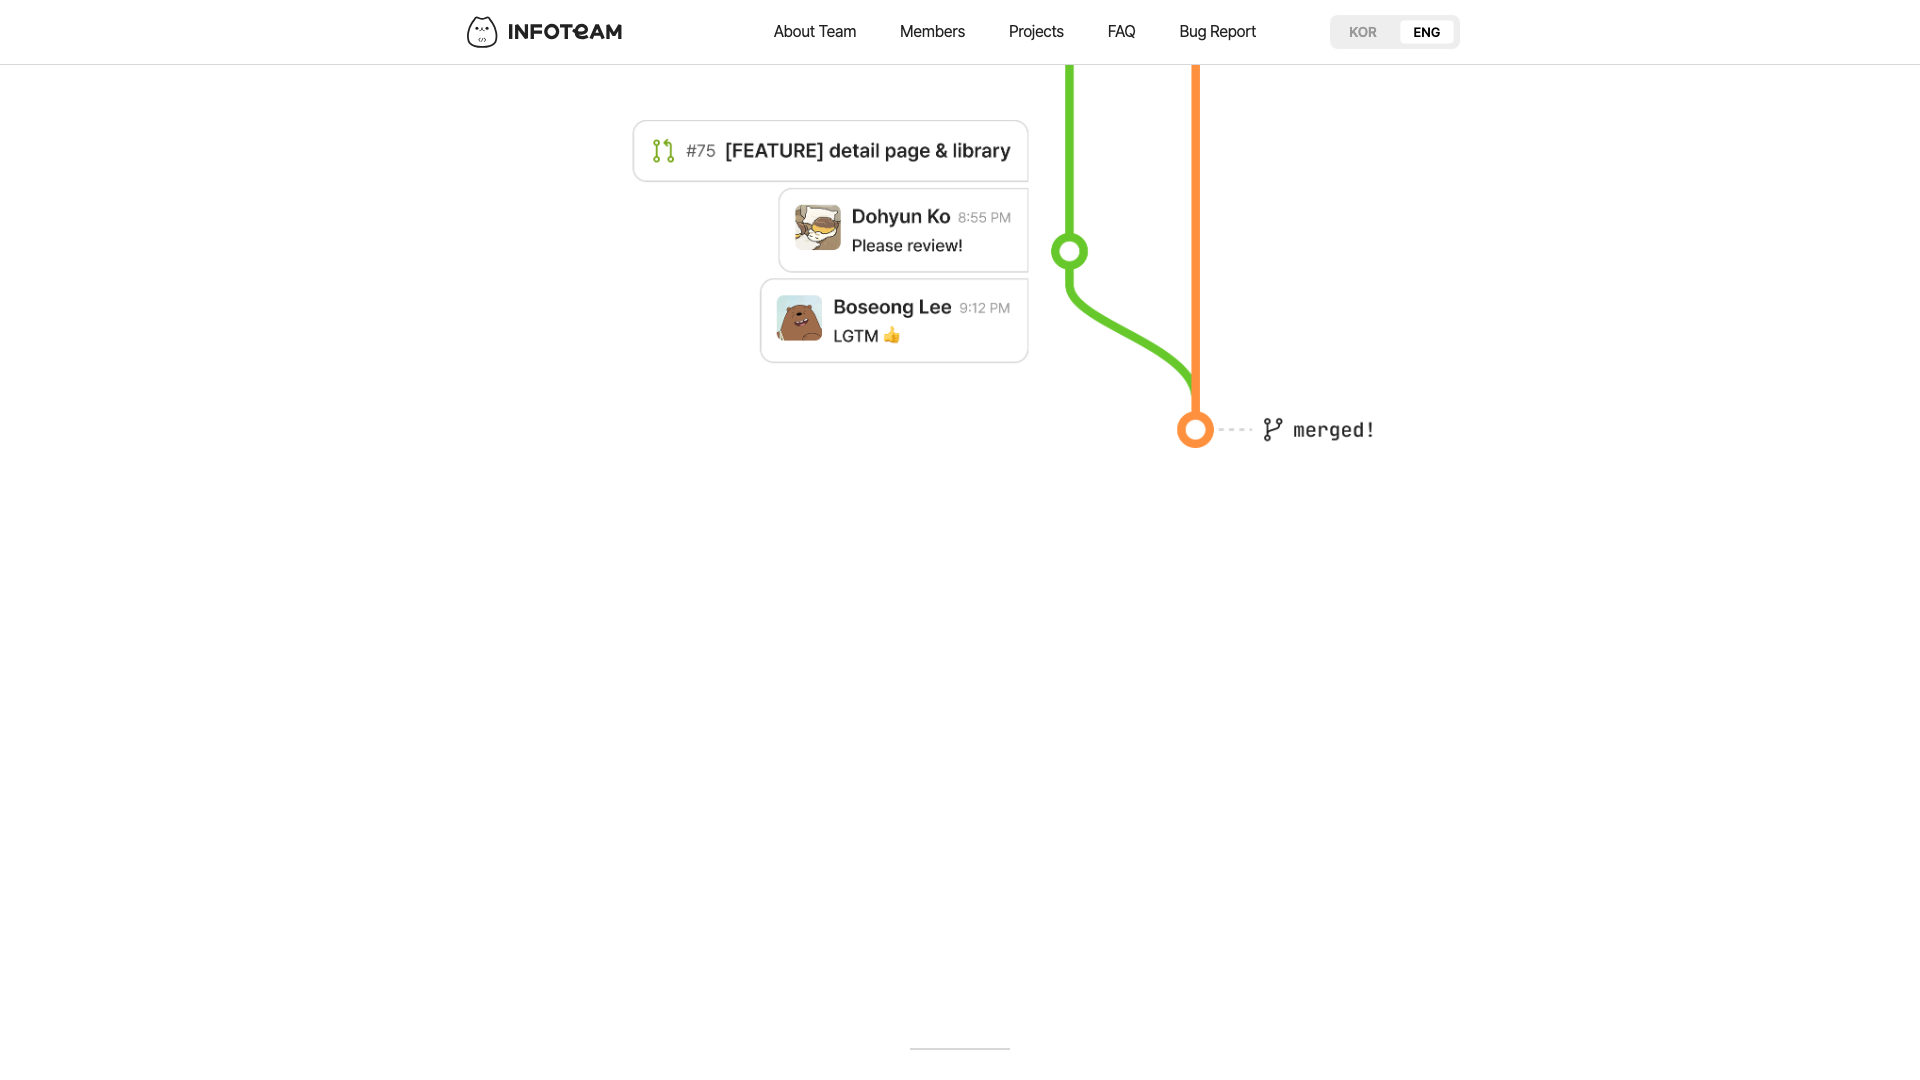 INFOTEAM
About Team
Members
Projects
FAQ
Bug Report
KOR
ENG
#75 [FEATURE] detail page & library
Dohyun Ko 8:55 PM
Please review!
Boseong Lee 9:12 PM
LGTM 👍
merged!